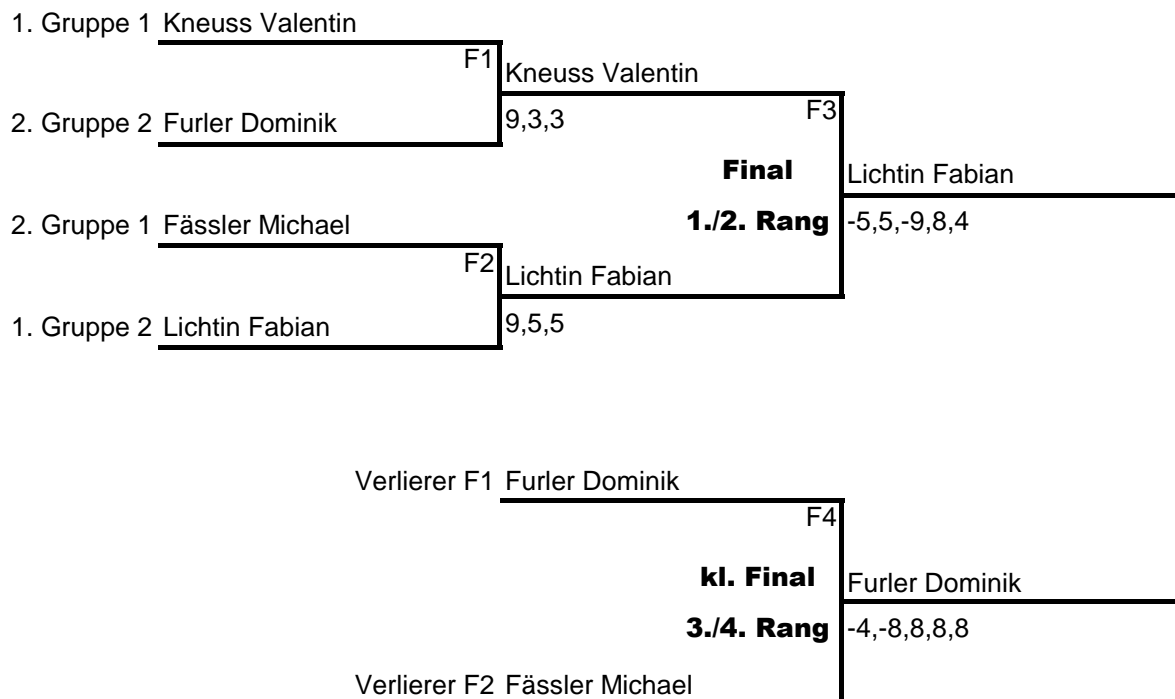 1. Gruppe 1 Kneuss Valentin
F1
Kneuss Valentin
2. Gruppe 2 Furler Dominik
9,3,3
F3
Final
Lichtin Fabian
2. Gruppe 1 Fässler Michael
1./2. Rang
-5,5,-9,8,4
F2
Lichtin Fabian
1. Gruppe 2 Lichtin Fabian
9,5,5
Verlierer F1 Furler Dominik
F4
kl. Final
Furler Dominik
3./4. Rang
-4,-8,8,8,8
Verlierer F2 Fässler Michael